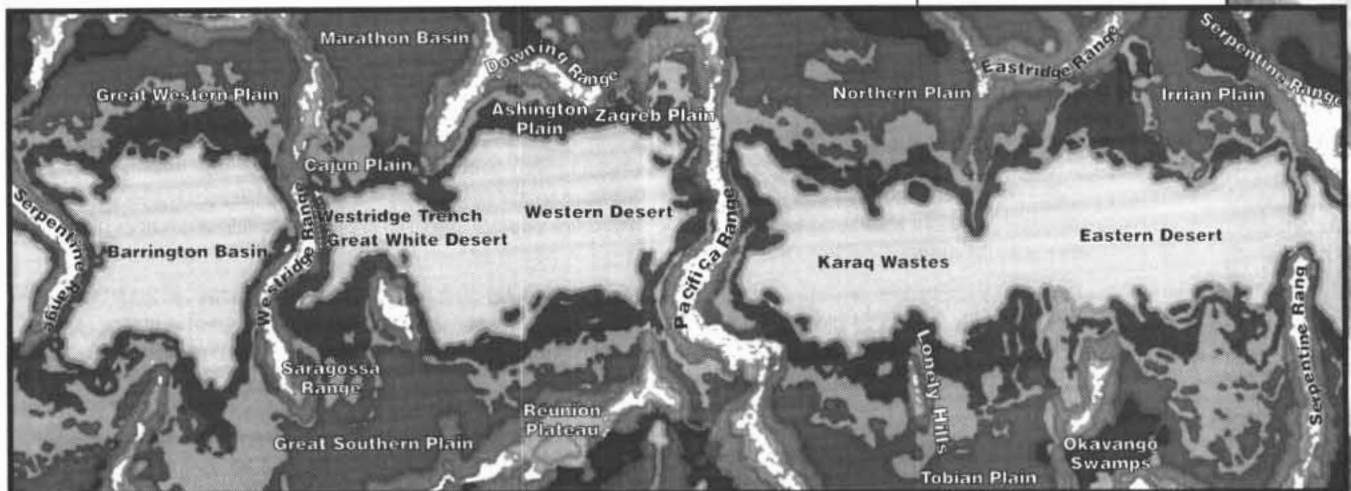 Marathon Basin
Downing Range
Serpentine Range
Eastridge Range
Great Western Plain
Northern Plain
Irrian Plain
Ashington
Plain
Zagreb Plain
Cajun Plain
Serpentine
Range
Westridge Range
Westridge Trench
Great White Desert
Western Desert
Pacifica Range
Barrington Basin
Karaq Wastes
Eastern Desert
Serpentine Rang
Saragossa
Range
Lonely Hills
Reunion
Plateau
Great Southern Plain
Okavango
Swamps
Tobian Plain